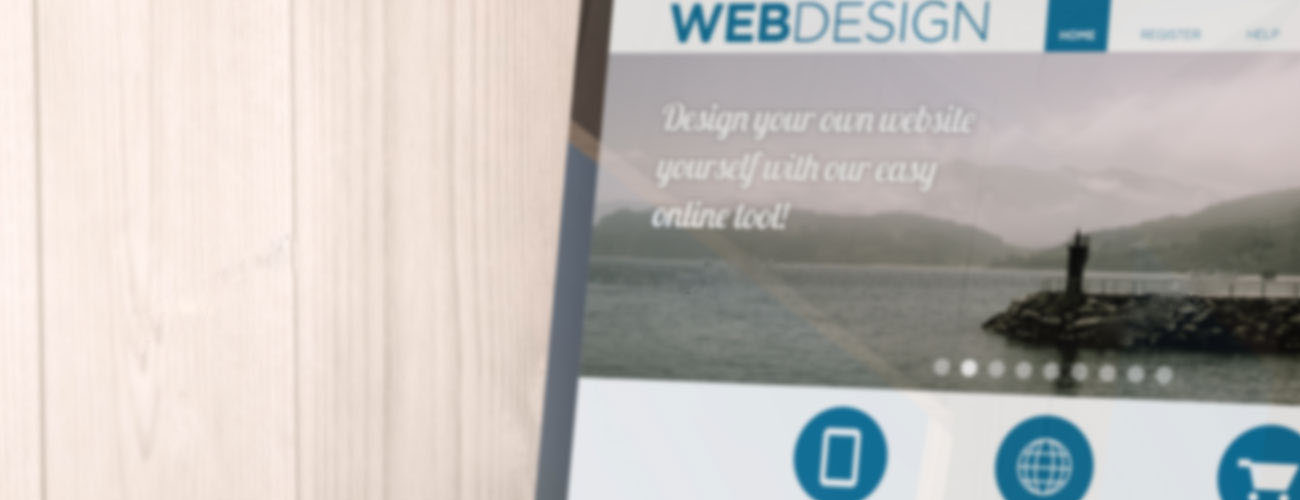 WEBDESIGN
HOME REGISTER HELP
Design your own website
yourself with our easy
online tool!